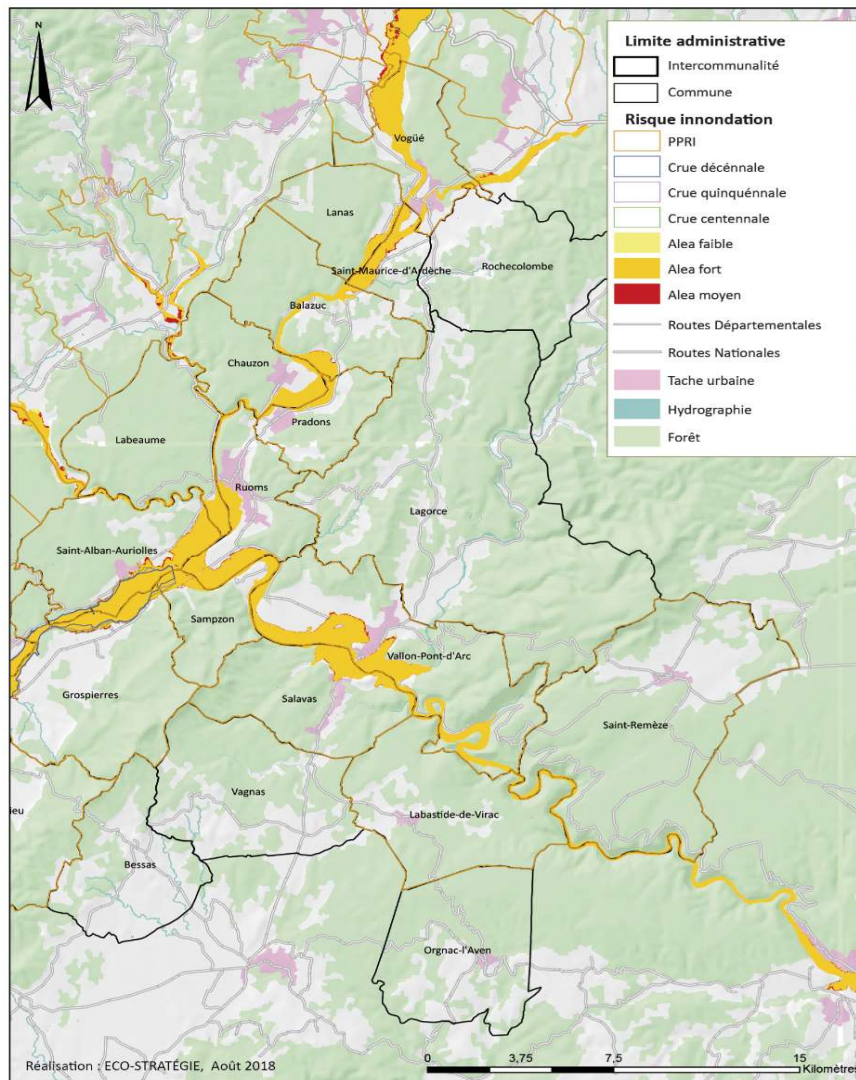 N
Limite administrative
Intercommunalité
Commune
Risque innondation
PPRI
Crue décénnale
Crue quinquénnale
Crue centennale
Alea faible
Alea fort
Alea moyen
Routes Départementales
Routes Nationales
Tache urbaine
Hydrographie
Forêt
Vogüé
Lanas
Saint-Maurice-d'Ardèche
Rochecolombe
Balazuc
Chauzon
Pradons
Labeaume
Ruoms
Lagorce
Saint-Alban-Auriolles
Sampzon
Vallon-Pont-d'Arc
Grospierres
Salavas
Saint-Remèze
Vagnas
Labastide-de-Virac
ieu
Bessas
Orgnac-l'Aven
Réalisation : ECO-STRATÉGIE, Août 2018
0 3,75 7,5 15
Kilomètres